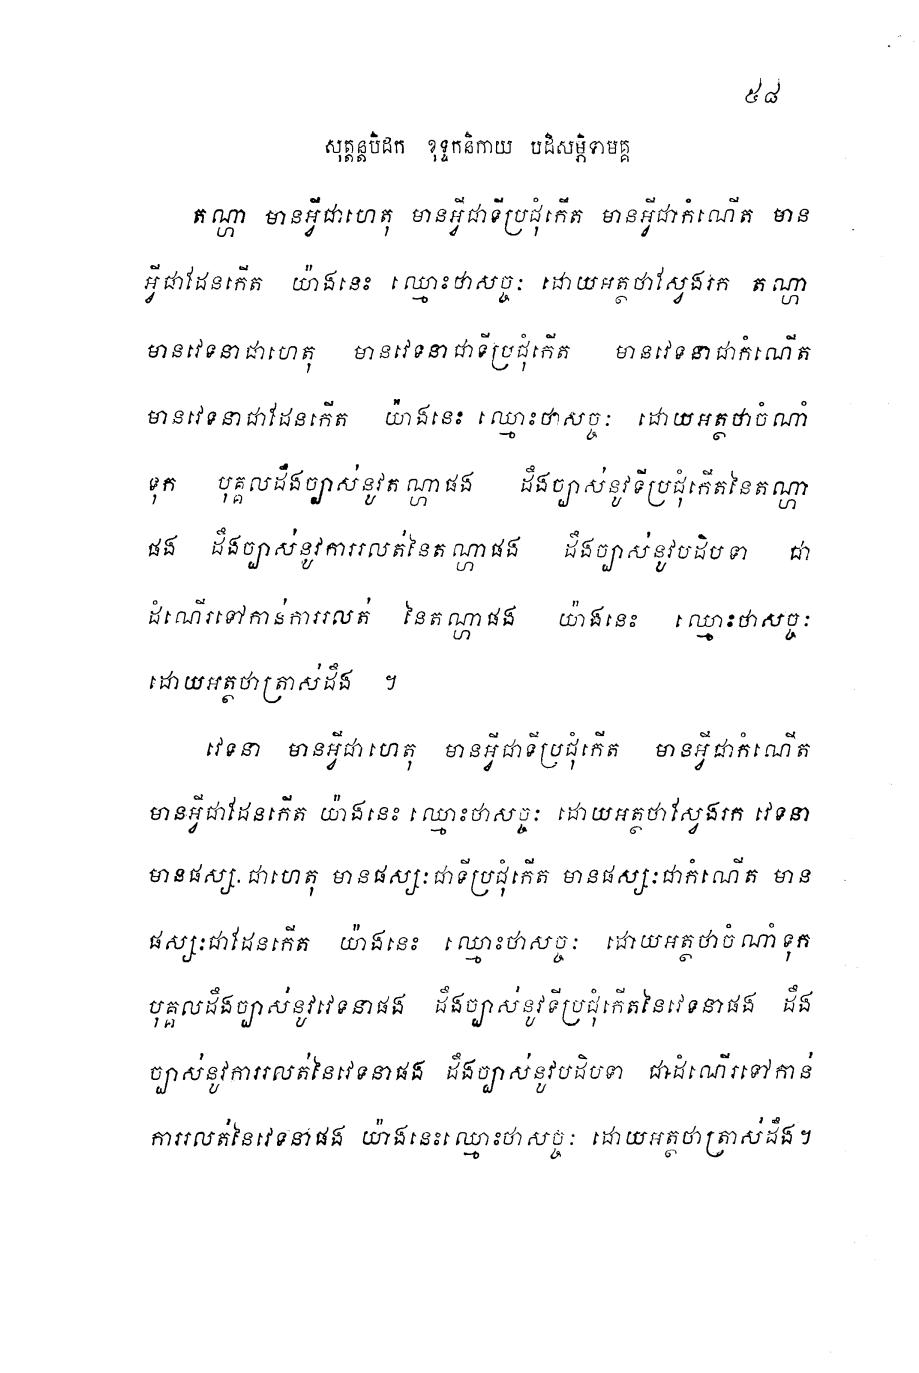 ៥៨
សុត្តន្តបិដក ខុទ្ទកនិកាយ បដិសម្ភិទាមគ្គ
តណ្ហា មានអ្វីជាហេតុ មានអ្វីជាទីប្រជុំកើត មានអ្វីជាកំណើត មាន
អ្វីជាដែនកើត យ៉ាងនេះ ឈ្មោះថាសច្ចៈ ដោយអត្ថថាស្វែងរក តណ្ហា
មានវេទនាជាហេតុ មានវេទនាជាទីប្រជុំកើត មានវេទនាជាកំណើត
មានវេទនាជាដែនកើត យ៉ាងនេះ ឈ្មោះថាសច្ចៈ ដោយអត្ថថាចំណាំ
ទុក បុគ្គលដឹងច្បាស់នូវតណ្ហាផង ដឹងច្បាស់នូវទីប្រជុំកើតនៃតណ្ហា
ផង ដឹងច្បាស់នូវការរលត់នៃតណ្ហាផង ដឹងច្បាស់នូវបដិបទា ជា
ដំណើរទៅកាន់ការរលត់ នៃតណ្ហាផង យ៉ាងនេះ ឈ្មោះថាសច្ចៈ
ដោយអត្ថថាត្រាស់ដឹង ។
វេទនា មានអ្វីជាហេតុ មានអ្វីជាទីប្រជុំកើត មានអ្វីជាកំណើត
មានអ្វីជាដែនកើត យ៉ាងនេះ ឈ្មោះថាសច្ចៈ ដោយអត្ថថាស្វែងរក វេទនា
មានផស្សៈជាហេតុ មានផស្សៈជាទីប្រជុំកើត មានផស្សៈជាកំណើត មាន
ផស្សៈជាដែនកើត យ៉ាងនេះ ឈ្មោះថាសច្ចៈ ដោយអត្ថថាចំណាំទុក
បុគ្គលដឹងច្បាស់នូវវេទនាផង ដឹងច្បាស់នូវទីប្រជុំកើតនៃវេទនាផង ដឹង
ច្បាស់នូវការរលត់នៃវេទនាផង ដឹងច្បាស់នូវបដិបទា ជាដំណើរទៅកាន់
ការរលត់នៃវេទនាផង យ៉ាងនេះឈ្មោះថាសច្ចៈ ដោយអត្ថថាត្រាស់ដឹង។